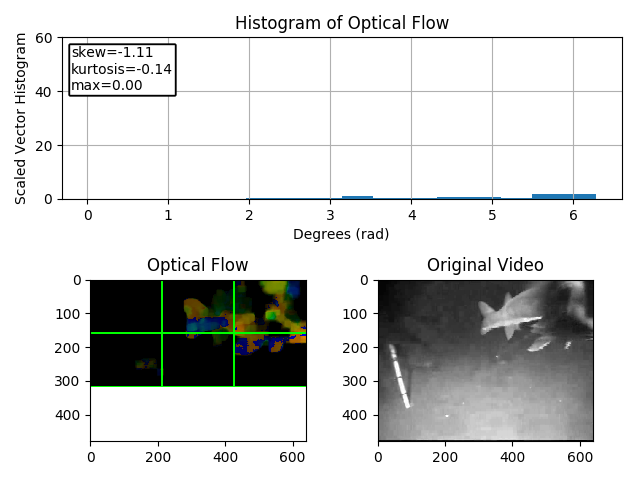 Histogram of Optical Flow
skew=-1.11
kurtosis=-0.14
max=0.00
Scaled Vector Histogram
60
40
20
0
0 1 2 3 4 5 6
Degrees (rad)
Optical Flow
0
100
200
300
400
0 200 400 600
Original Video
0
100
200
300
400
0 200 400 600